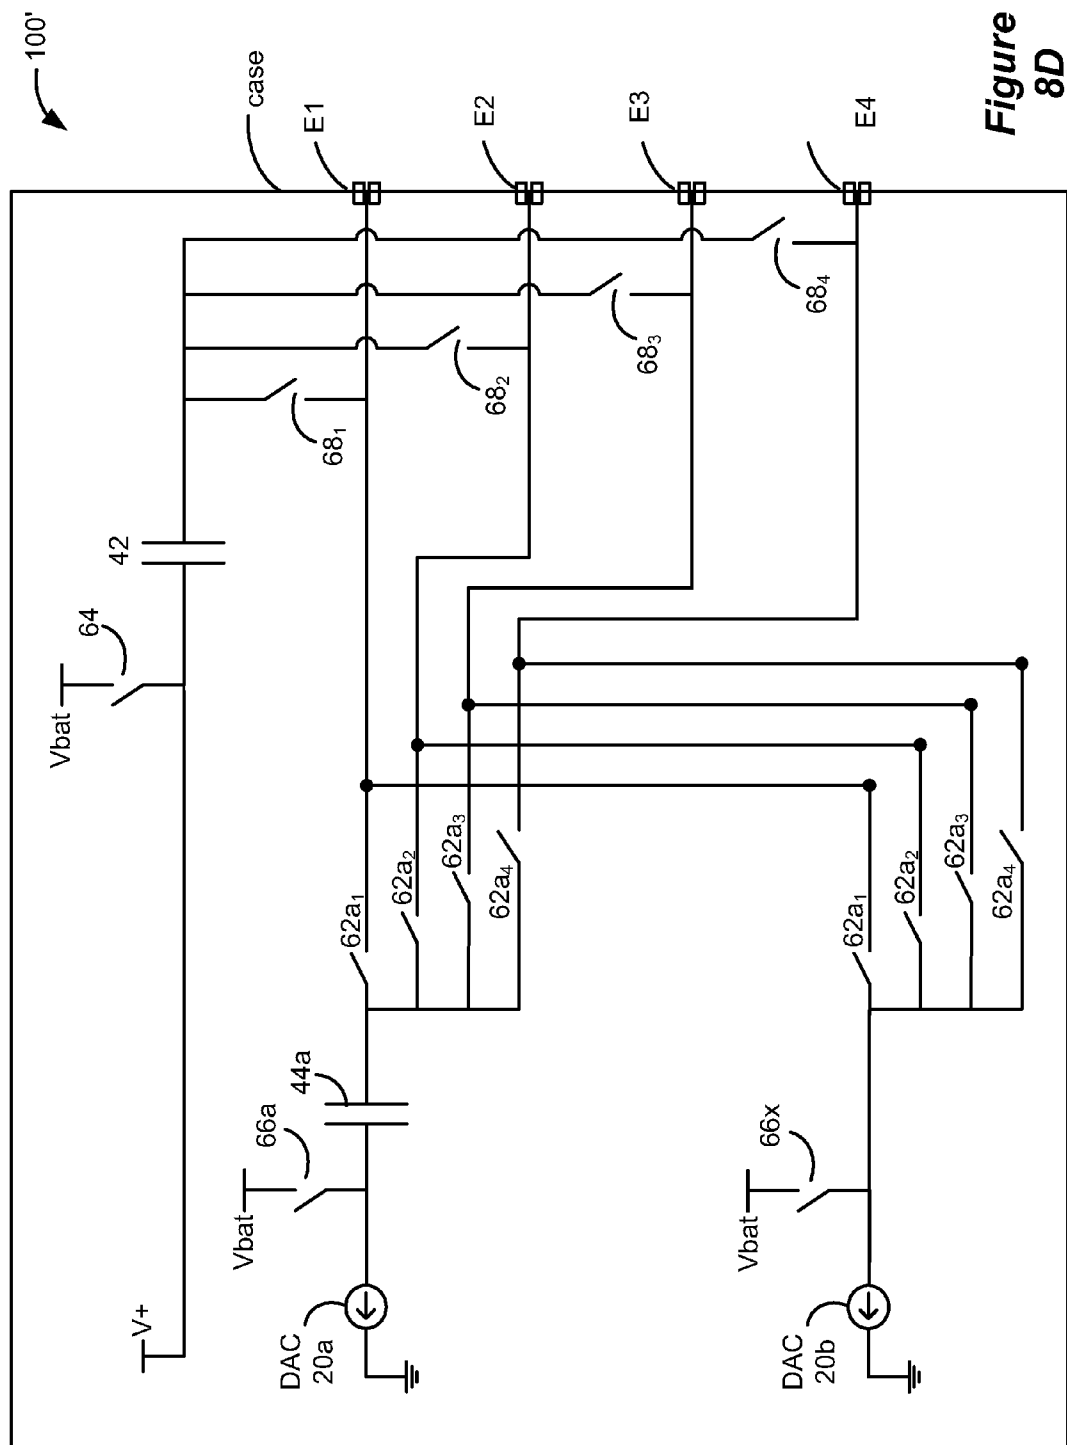 100'
Vbat
64
42
V+
case
Vbat
66a
44a
E1
DAC
20a
68₁
62a₁
62a₂
62a₃
62a₄
68₂
E2
68₃
E3
68₄
E4
Vbat
66x
DAC
20b
62a₁
62a₂
62a₃
62a₄
Figure
8D